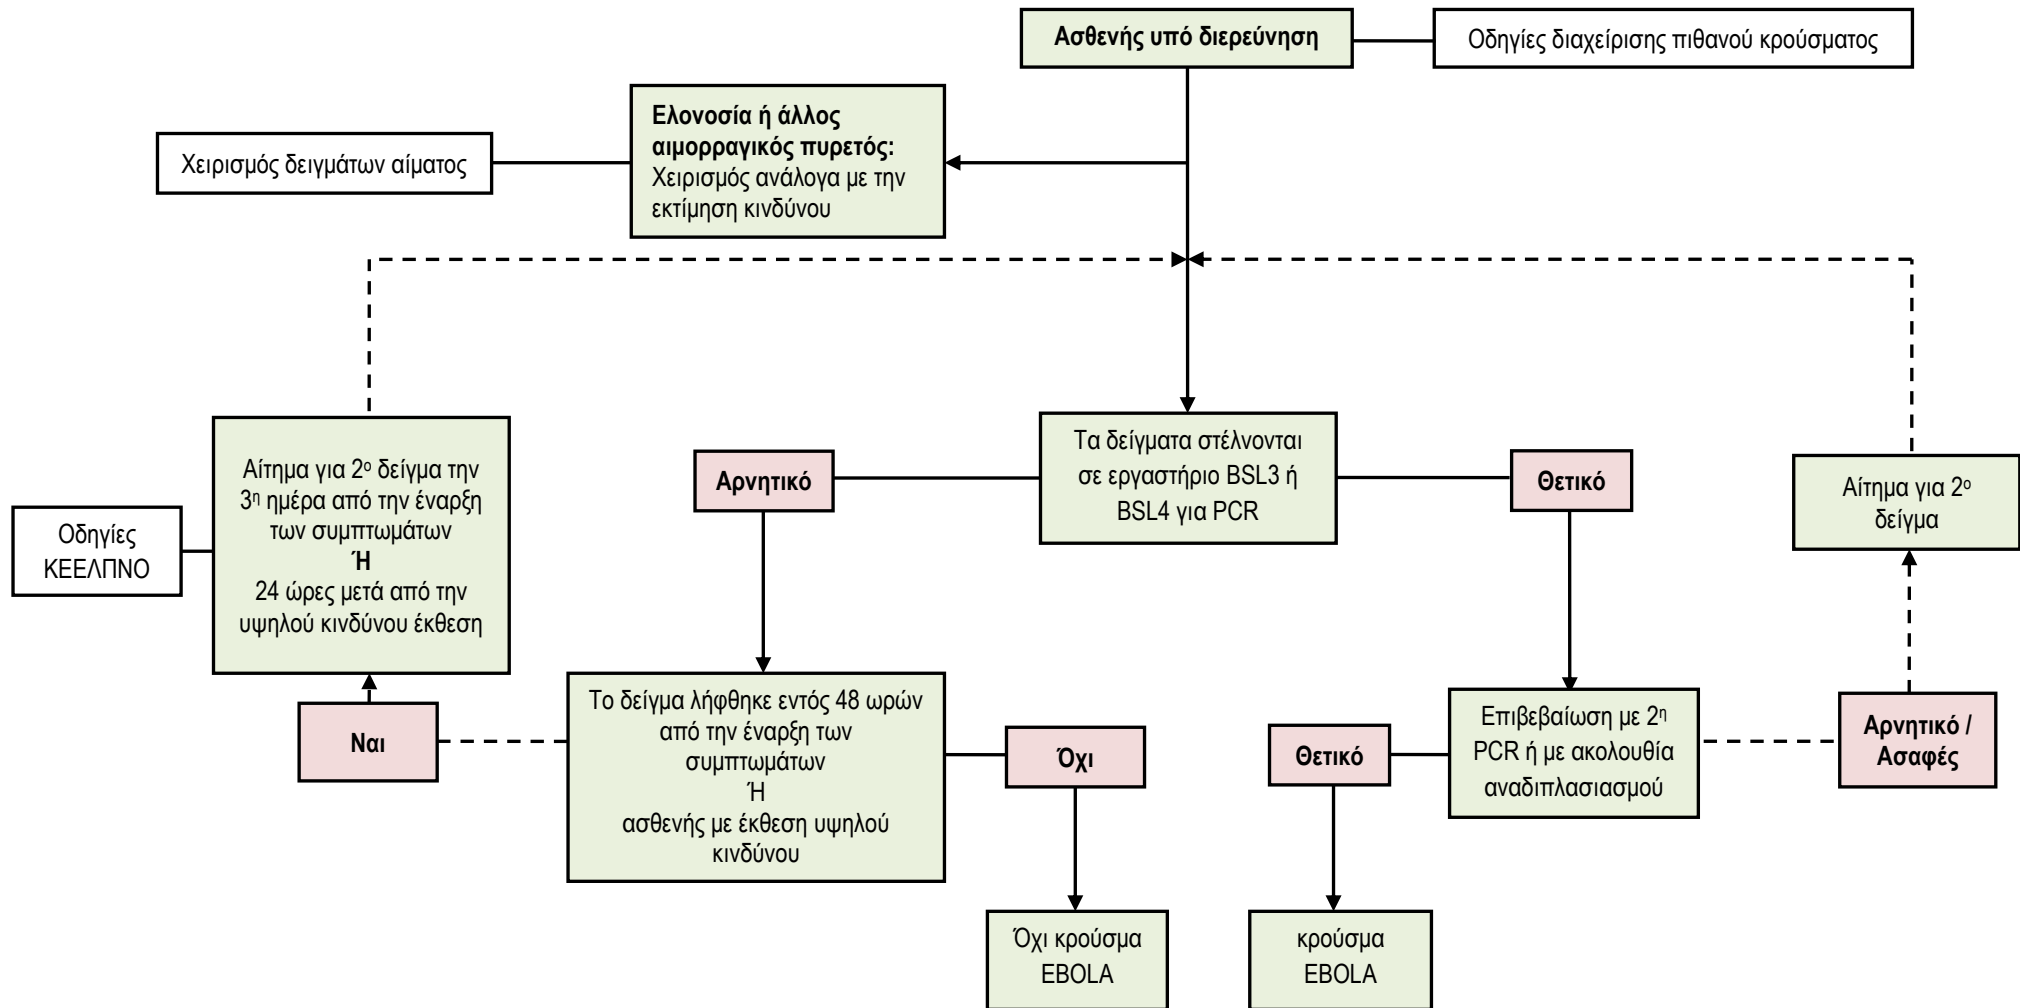 Ασθενής υπό διερεύνηση
Οδηγίες διαχείρισης πιθανού κρούσματος
Ελονοσία ή άλλος
αιμορραγικός πυρετός:
Χειρισμός ανάλογα με την
εκτίμηση κινδύνου
Χειρισμός δειγμάτων αίματος
Αίτημα για 2ο δείγμα την
3η ημέρα από την έναρξη
των συμπτωμάτων
Ή
24 ώρες μετά από την
υψηλού κινδύνου έκθεση
Οδηγίες
ΚΕΕΛΠΝΟ
Αρνητικό
Τα δείγματα στέλνονται
σε εργαστήριο BSL3 ή
BSL4 για PCR
Θετικό
Αίτημα για 2ο
δείγμα
Ναι
Το δείγμα λήφθηκε εντός 48 ωρών
από την έναρξη των
συμπτωμάτων
Ή
ασθενής με έκθεση υψηλού
κινδύνου
Όχι
Θετικό
Επιβεβαίωση με 2η
PCR ή με ακολουθία
αναδιπλασιασμού
Αρνητικό /
Ασαφές
Όχι κρούσμα
EBOLA
κρούσμα
EBOLA